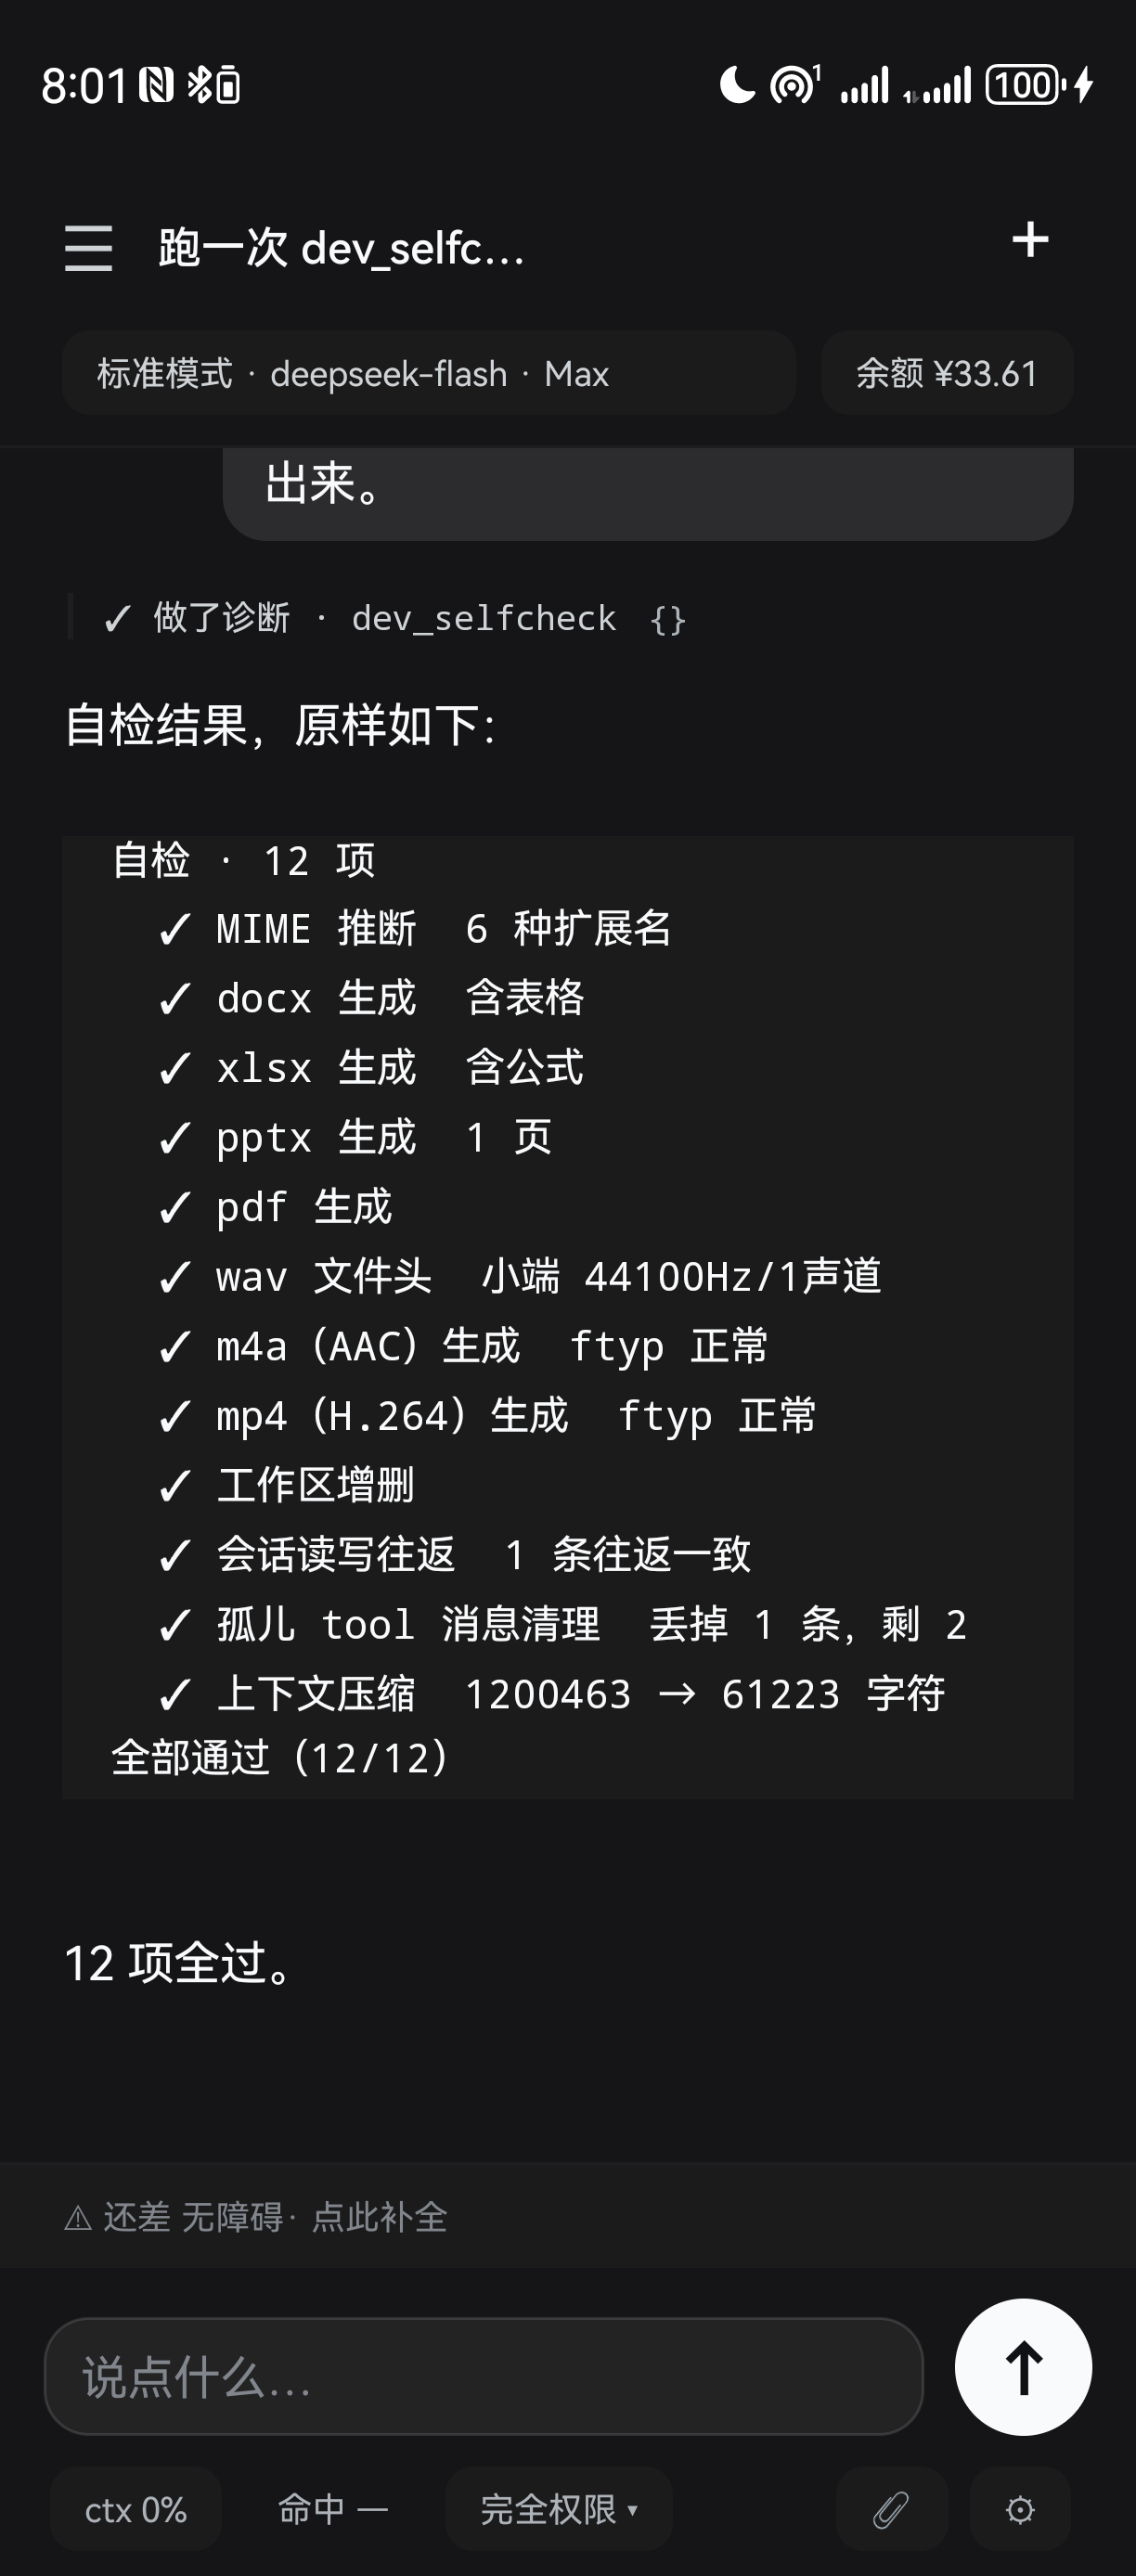 8:01
1
100
跑一次 dev_selfc...
+
标准模式 · deepseek-flash · Max
余额 ¥33.61
出来。
✓ 做了诊断 · dev_selfcheck {}
自检结果，原样如下：
自检 · 12 项
✓ MIME 推断 6 种扩展名
✓ docx 生成 含表格
✓ xlsx 生成 含公式
✓ pptx 生成 1 页
✓ pdf 生成
✓ wav 文件头 小端 44100Hz/1声道
✓ m4a（AAC）生成 ftyp 正常
✓ mp4（H.264）生成 ftyp 正常
✓ 工作区增删
✓ 会话读写往返 1 条往返一致
✓ 孤儿 tool 消息清理 丢掉 1 条，剩 2
✓ 上下文压缩 1200463 → 61223 字符
全部通过（12/12）
12 项全过。
⚠ 还差 无障碍· 点此补全
说点什么...
ctx 0%
命中 —
完全权限 ▾